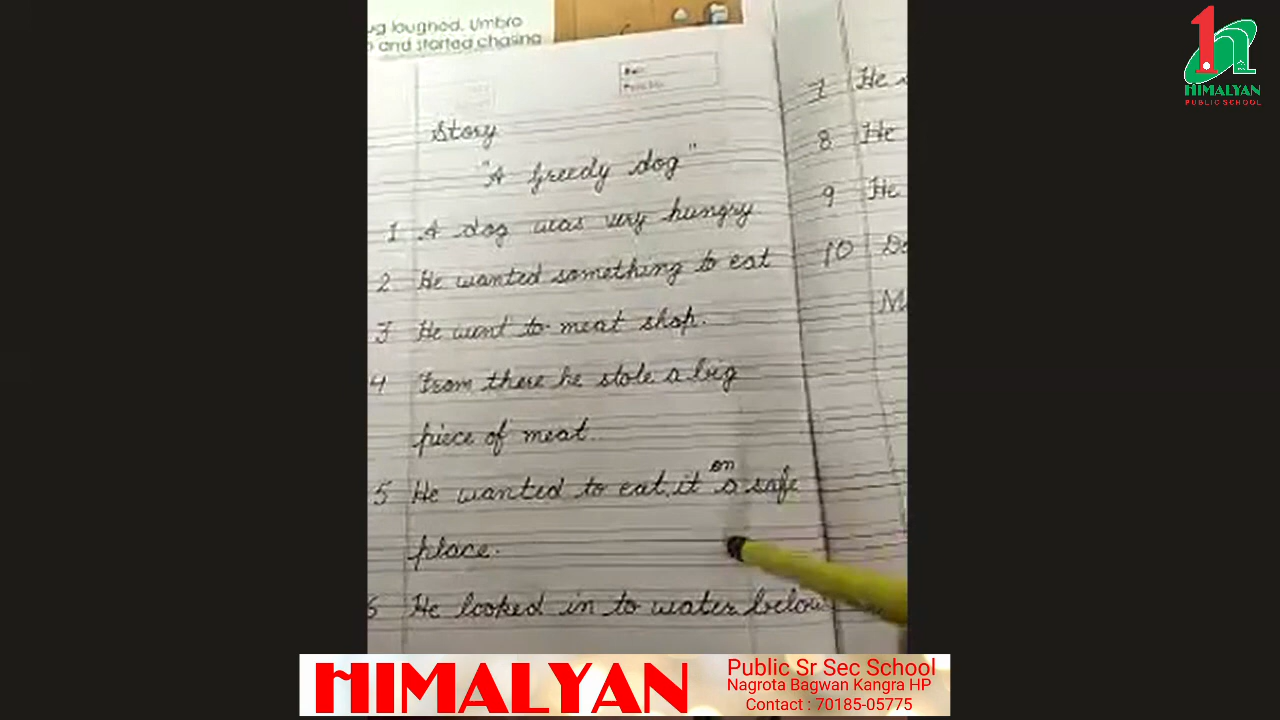 ug loughed. Umbro
and started chasing
Story
"A Greedy dog"
1 A dog was very hungry.
2 He wanted something to eat
3 He went to meat shop.
4 From there he stole a big
piece of meat.
5 He wanted to eat it on a safe
place.
6 He looked in to water below
7 He
8 He
9 He
10
HIMALYAN
PUBLIC SCHOOL
HIMALYAN
Public Sr Sec School
Nagrota Bagwan Kangra HP
Contact : 70185-05775